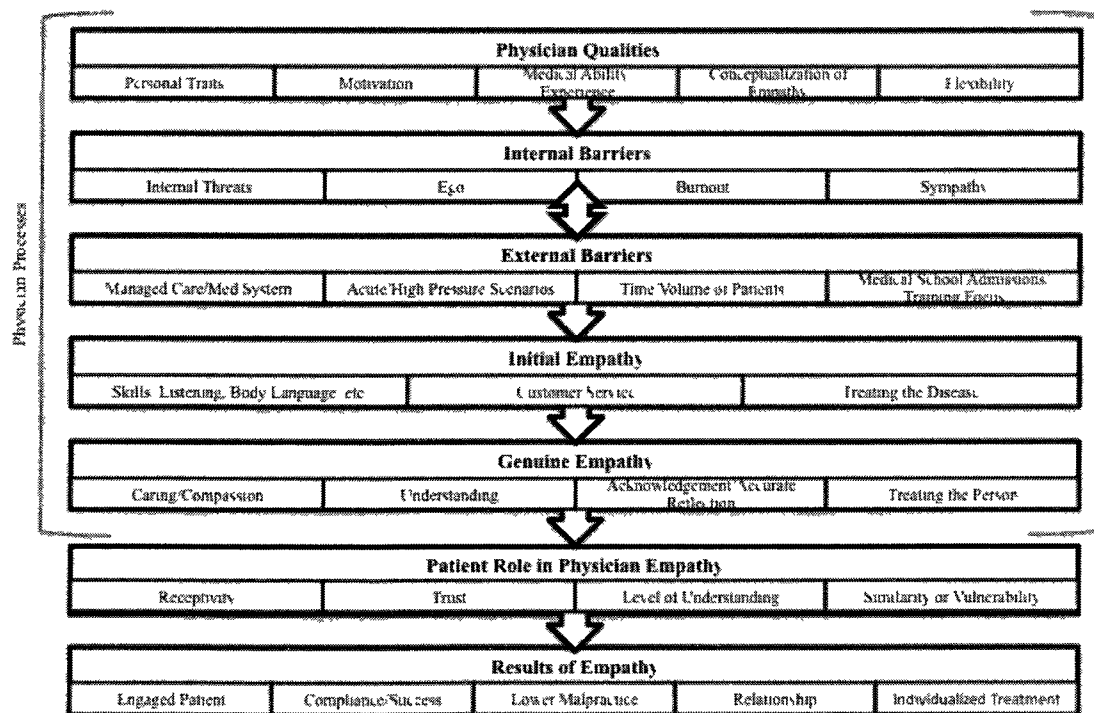 Physician Processes
Physician Qualities
Personal Traits Motivation Medical Ability Conceptualization of Flexibility
Experience Empathy
Internal Barriers
Internal Threats Ego Burnout Sympathy
External Barriers
Managed Care/Med System Acute/High Pressure Scenarios Time Volume of Patients Medical School Admissions
Training Focus
Initial Empathy
Skills Listening, Body Language etc Customer Service Treating the Disease
Genuine Empathy
Caring/Compassion Understanding Acknowledgement/Accurate Treating the Person
Reflection
Patient Role in Physician Empathy
Receptivity Trust Level of Understanding Similarity or Vulnerability
Results of Empathy
Engaged Patient Compliance/Success Lower Malpractice Relationship Individualized Treatment